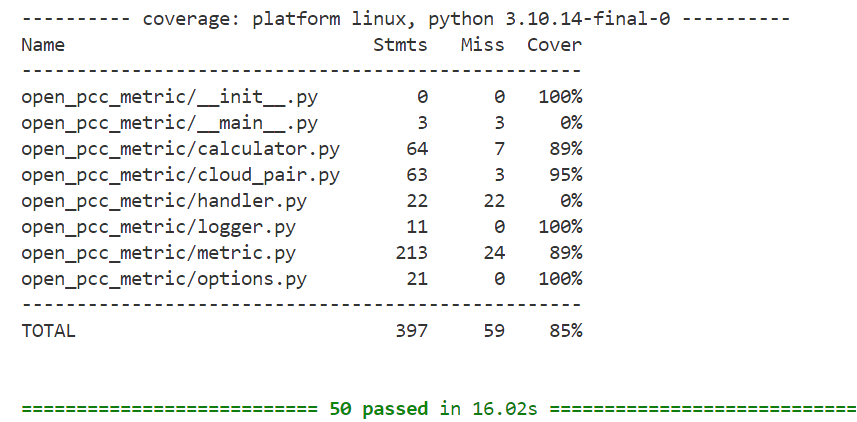 ---------- coverage: platform linux, python 3.10.14-final-0 ----------
Name                            Stmts   Miss  Cover
---------------------------------------------------
open_pcc_metric/__init__.py         0      0   100%
open_pcc_metric/__main__.py         3      3     0%
open_pcc_metric/calculator.py      64      7    89%
open_pcc_metric/cloud_pair.py      63      3    95%
open_pcc_metric/handler.py         22     22     0%
open_pcc_metric/logger.py          11      0   100%
open_pcc_metric/metric.py         213     24    89%
open_pcc_metric/options.py         21      0   100%
---------------------------------------------------
TOTAL                             397     59    85%
=========================== 50 passed in 16.02s ============================